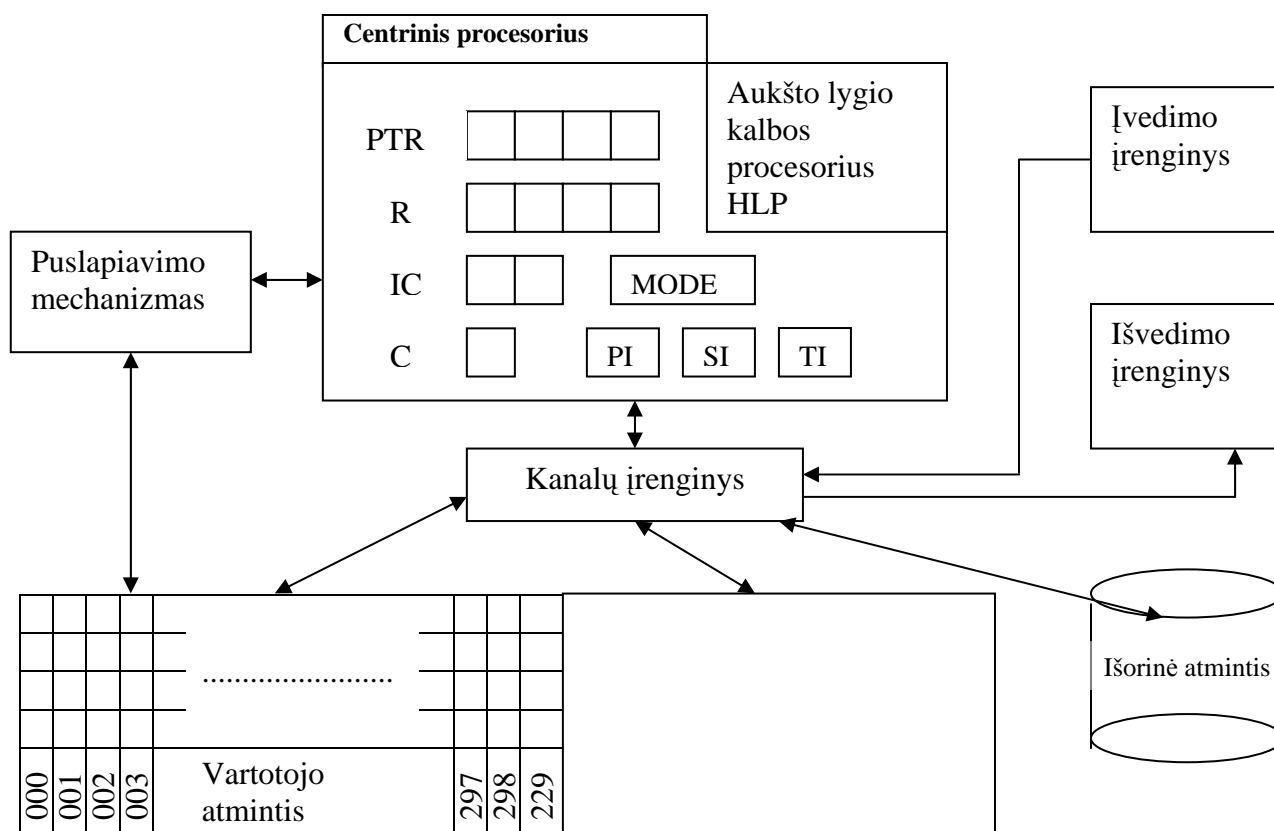 Centrinis procesorius
Aukšto lygio
kalbos
procesorius
HLP
PTR
R
IC
MODE
C
PI
SI
TI
Puslapiavimo
mechanizmas
Įvedimo
įrenginys
Išvedimo
įrenginys
Kanalų įrenginys
Išorinė atmintis
........................
000
001
002
003
Vartotojo
atmintis
297
298
229